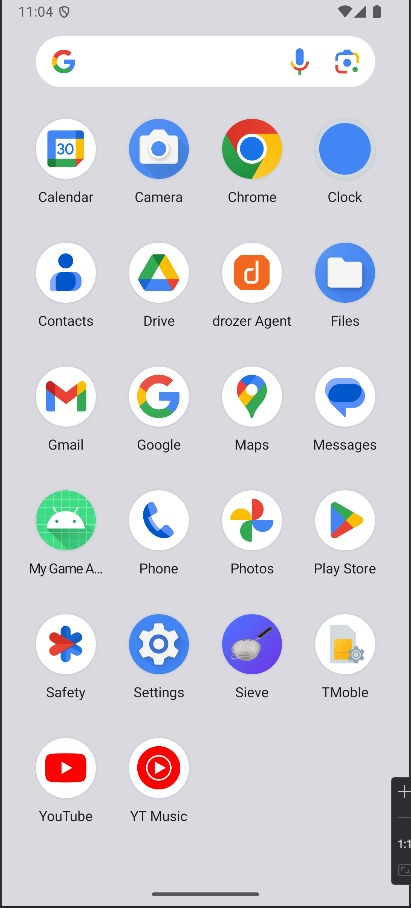 11:04
Calendar
30
Camera
Chrome
Clock
Contacts
Drive
drozer Agent
Files
Gmail
Google
Maps
Messages
My Game A...
Phone
Photos
Play Store
Safety
Settings
Sieve
TMoble
YouTube
YT Music